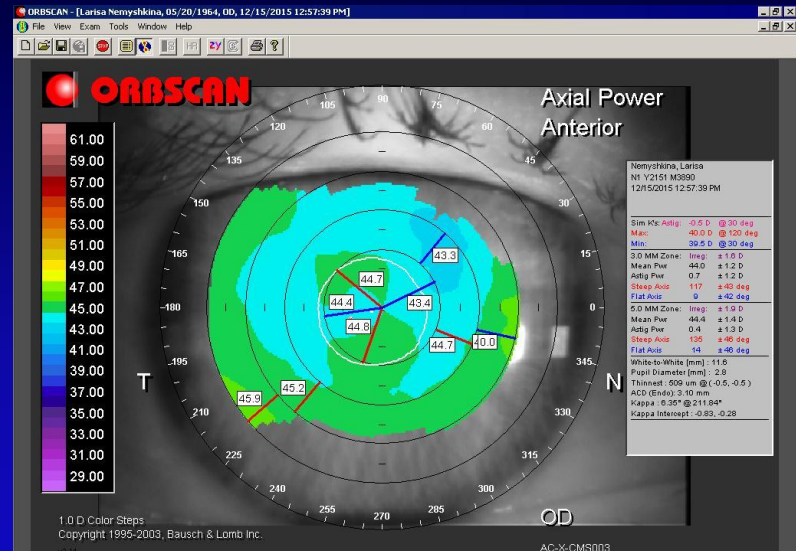 ORBSCAN - [Larisa Nemyshkina, 05/20/1964, OD, 12/15/2015 12:57:39 PM]
File View Exam Tools Window Help
STOP HR ZY ?
ORBSCAN
Axial Power
Anterior
61.00
59.00
57.00
55.00
53.00
51.00
49.00
47.00
45.00
43.00
41.00
39.00
37.00
35.00
33.00
31.00
29.00
105 90 75
120 60
135 45
150 30
165 15
180 0
195 345
210 330
225 315
240 300
255 270
43.3
44.7
44.4 43.4
44.8
44.7 40.0
45.2
45.9
T
N
OD
Nemyshkina, Larisa
N1 Y2151 M3890
12/15/2015 12:57:39 PM
Sim K's: Astig: -0.5 D @ 30 deg
Max: 40.0 D @ 120 deg
Min: 39.5 D @ 30 deg
3.0 MM Zone: Irreg: ± 1.6 D
Mean Pwr 44.0 ± 1.2 D
Astig Pwr 0.7 ± 1.2 D
Steep Axis 117 ±43 deg
Flat Axis 9 ±42 deg
5.0 MM Zone: Irreg: ± 1.9 D
Mean Pwr 44.4 ± 1.4 D
Astig Pwr 0.4 ± 1.3 D
Steep Axis 135 ±46 deg
Flat Axis 14 ±46 deg
White-to-White [mm] : 11.6
Pupil Diameter [mm] : 2.8
Thinnest : 509 um @ ( -0.5, -0.5 )
ACD (Endo): 3.10 mm
Kappa : 6.35° @ 211.84°
Kappa Intercept : -0.83, -0.28
1.0 D Color Steps
Copyright 1995-2003, Bausch & Lomb Inc.
AC-X-CMS003